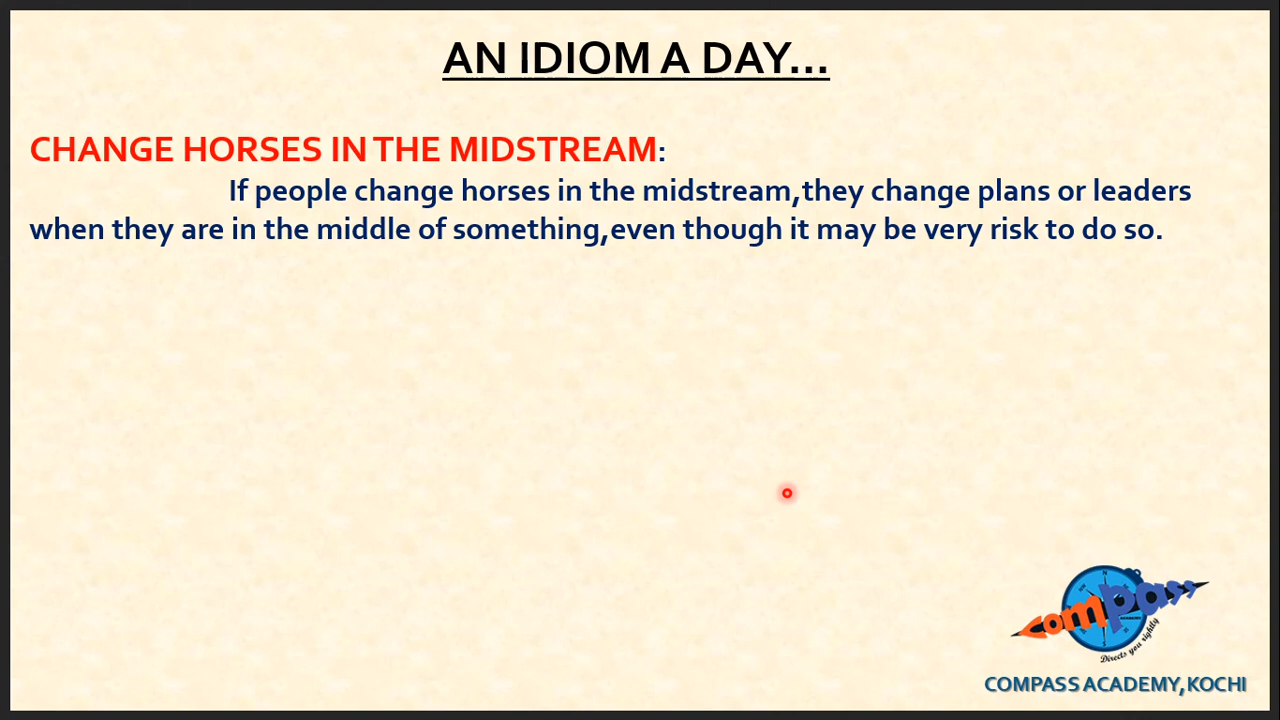 AN IDIOM A DAY...
CHANGE HORSES IN THE MIDSTREAM:
If people change horses in the midstream,they change plans or leaders
when they are in the middle of something,even though it may be very risk to do so.
compass
Directs you rightly
COMPASS ACADEMY,KOCHI